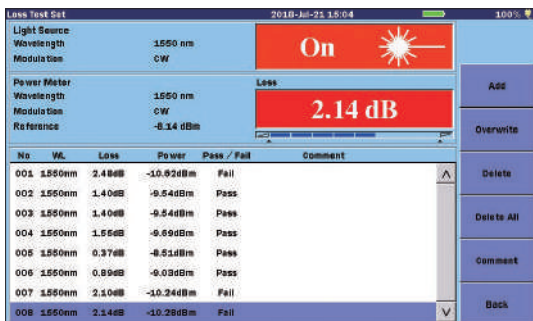 Loss Test Set 2018-Jul-21 15:04 100%
Light Source
Wavelength 1550 nm
Modulation CW
On
Power Meter
Wavelength 1550 nm
Modulation CW
Reference -8.14 dBm
Loss
2.14 dB
No WL Loss Power Pass / Fail Comment
001 1550nm 2.48dB -10.62dBm Fail
002 1550nm 1.40dB -9.54dBm Pass
003 1550nm 1.40dB -9.54dBm Pass
004 1550nm 1.55dB -9.69dBm Pass
005 1550nm 0.37dB -8.51dBm Pass
006 1550nm 0.89dB -9.03dBm Pass
007 1550nm 2.10dB -10.24dBm Fail
008 1550nm 2.14dB -10.28dBm Fail
Add
Overwrite
Delete
Delete All
Comment
Back